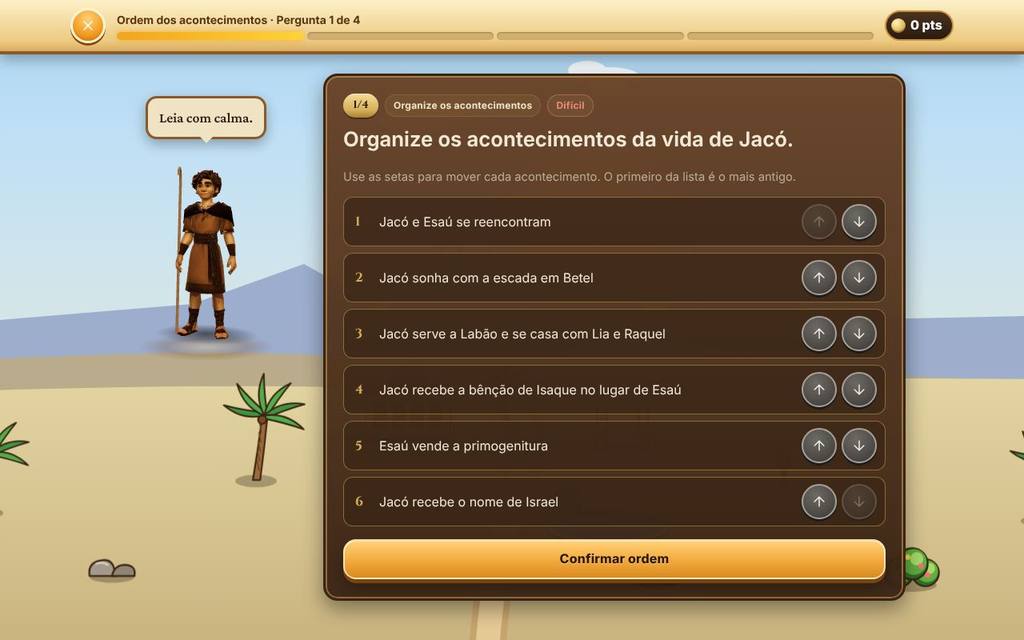 Ordem dos acontecimentos · Pergunta 1 de 4
0 pts
Leia com calma.
1/4
Organize os acontecimentos
Difícil
Organize os acontecimentos da vida de Jacó.
Use as setas para mover cada acontecimento. O primeiro da lista é o mais antigo.
1 Jacó e Esaú se reencontram
2 Jacó sonha com a escada em Betel
3 Jacó serve a Labão e se casa com Lia e Raquel
4 Jacó recebe a bênção de Isaque no lugar de Esaú
5 Esaú vende a primogenitura
6 Jacó recebe o nome de Israel
Confirmar ordem